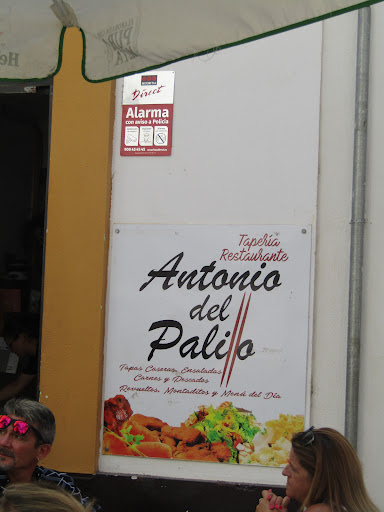 Direct
Alarma
con aviso a Policía
Tapería
Restaurante
Antonio
del
Palillo
Tapas Caseras, Ensaladas
Carnes y Pescados
Revueltos, Montaditos y Menú del Día